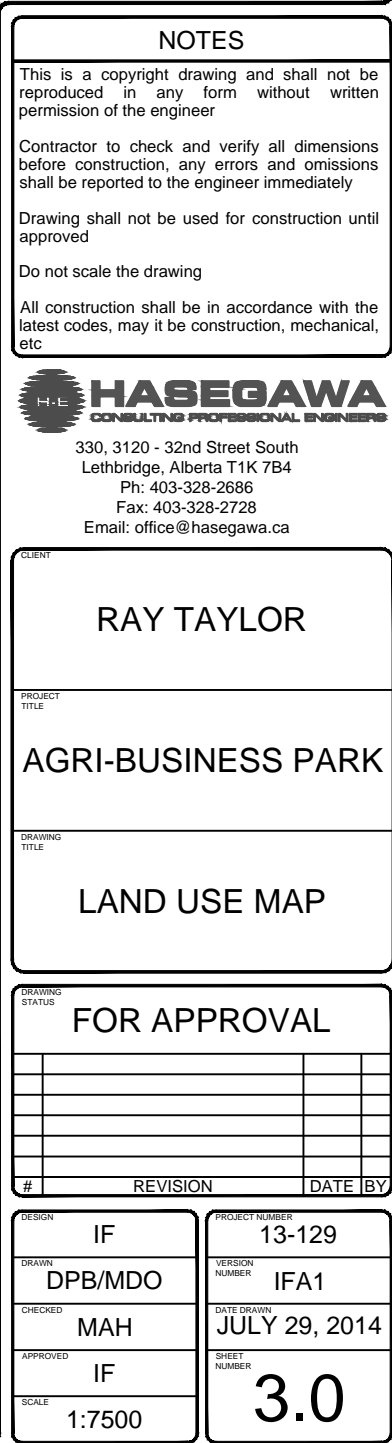 NOTES
This is a copyright drawing and shall not be
reproduced in any form without written
permission of the engineer
Contractor to check and verify all dimensions
before construction, any errors and omissions
shall be reported to the engineer immediately
Drawing shall not be used for construction until
approved
Do not scale the drawing
All construction shall be in accordance with the
latest codes, may it be construction, mechanical,
etc
H-E
HASEGAWA
CONSULTING PROFESSIONAL ENGINEERS
330, 3120 - 32nd Street South
Lethbridge, Alberta T1K 7B4
Ph: 403-328-2686
Fax: 403-328-2728
Email: office@hasegawa.ca
CLIENT
RAY TAYLOR
PROJECT
TITLE
AGRI-BUSINESS PARK
DRAWING
TITLE
LAND USE MAP
DRAWING
STATUS
FOR APPROVAL
# REVISION DATE BY
DESIGN
IF
DRAWN
DPB/MDO
CHECKED
MAH
APPROVED
IF
SCALE
1:7500
PROJECT NUMBER
13-129
VERSION
NUMBER
IFA1
DATE DRAWN
JULY 29, 2014
SHEET
NUMBER
3.0